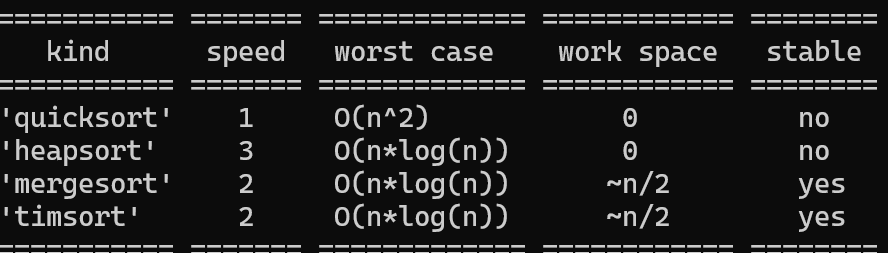 =========== ======= ============= ============ ========
   kind      speed   worst case    work space   stable
=========== ======= ============= ============ ========
'quicksort'    1     O(n^2)            0          no
'heapsort'     3     O(n*log(n))       0          no
'mergesort'    2     O(n*log(n))      ~n/2        yes
'timsort'      2     O(n*log(n))      ~n/2        yes
=========== ======= ============= ============ ========